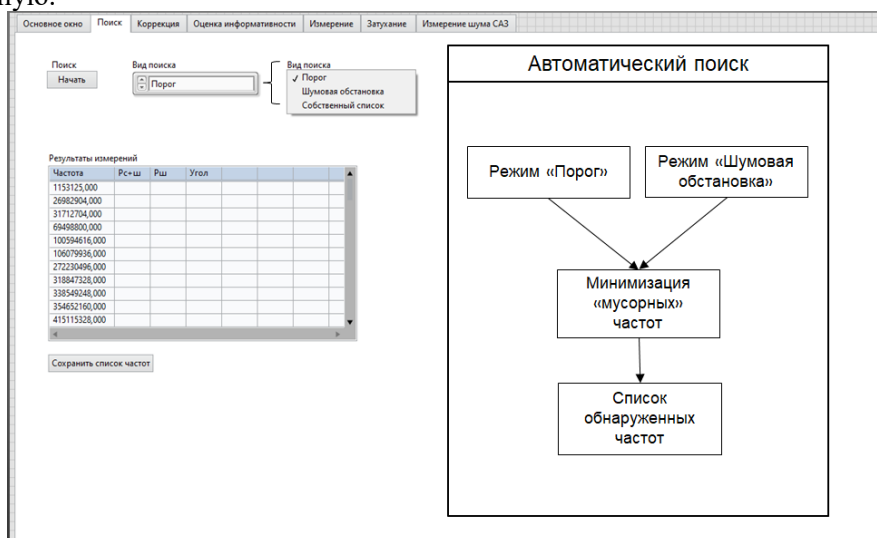 ную.
Основное окно Поиск Коррекция Оценка информативности Измерение Затухание Измерение шума САЗ
Поиск
Начать
Вид поиска
Порог
Вид поиска
✓ Порог
Шумовая обстановка
Собственный список
Результаты измерений
Частота Рс+ш Рш Угол
1153125,000
26982904,000
31712704,000
69498800,000
100594616,000
106079936,000
272230496,000
318847328,000
338549248,000
354652160,000
415115328,000
Сохранить список частот
Автоматический поиск
Режим «Порог»
Режим «Шумовая
обстановка»
Минимизация
«мусорных»
частот
Список
обнаруженных
частот